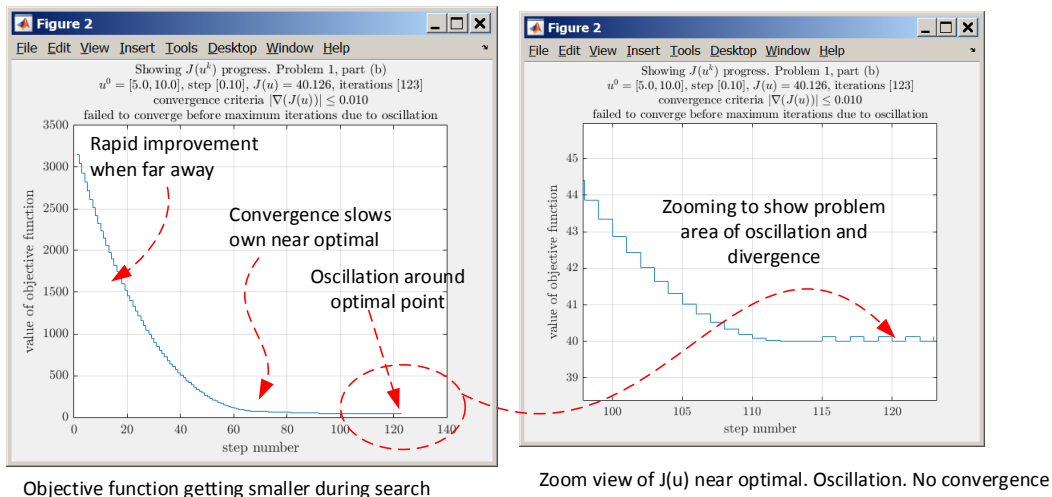 Figure 2
File Edit View Insert Tools Desktop Window Help
Showing J(u^k) progress. Problem 1, part (b)
u^0 = [5.0, 10.0], step [0.10], J(u) = 40.126, iterations [123]
convergence criteria |∇(J(u))| ≤ 0.010
failed to converge before maximum iterations due to oscillation
3500
3000
2500
2000
1500
1000
500
0
value of objective function
Rapid improvement
when far away
Convergence slows
own near optimal
Oscillation around
optimal point
0 20 40 60 80 100 120 140
step number
Objective function getting smaller during search
Figure 2
File Edit View Insert Tools Desktop Window Help
Showing J(u^k) progress. Problem 1, part (b)
u^0 = [5.0, 10.0], step [0.10], J(u) = 40.126, iterations [123]
convergence criteria |∇(J(u))| ≤ 0.010
failed to converge before maximum iterations due to oscillation
45
44
43
42
41
40
39
value of objective function
Zooming to show problem
area of oscillation and
divergence
100 105 110 115 120
step number
Zoom view of J(u) near optimal. Oscillation. No convergence